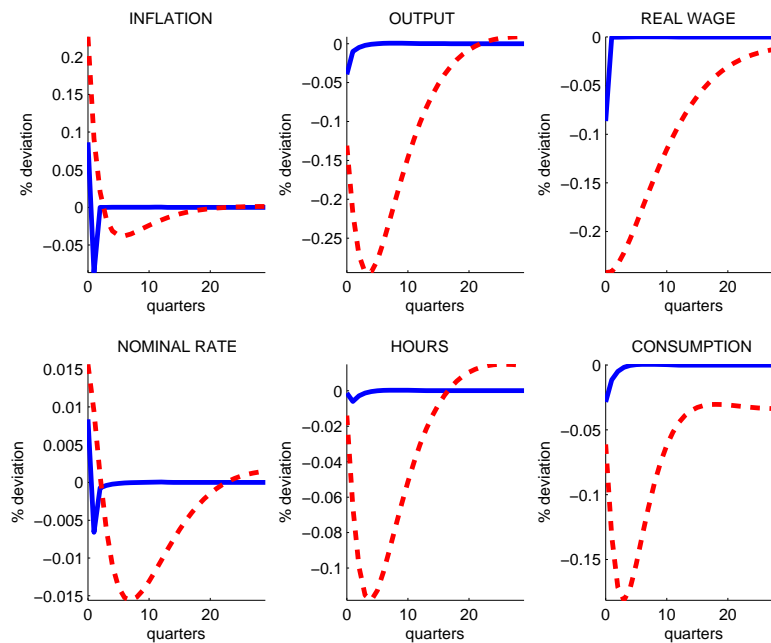 INFLATION
0.2
0.15
0.1
0.05
0
−0.05
% deviation
0 10 20
quarters
OUTPUT
0
−0.05
−0.1
−0.15
−0.2
−0.25
% deviation
0 10 20
quarters
REAL WAGE
0
−0.05
−0.1
−0.15
−0.2
% deviation
0 10 20
quarters
NOMINAL RATE
0.015
0.01
0.005
0
−0.005
−0.01
−0.015
% deviation
0 10 20
quarters
HOURS
0
−0.02
−0.04
−0.06
−0.08
−0.1
% deviation
0 10 20
quarters
CONSUMPTION
0
−0.05
−0.1
−0.15
% deviation
0 10 20
quarters